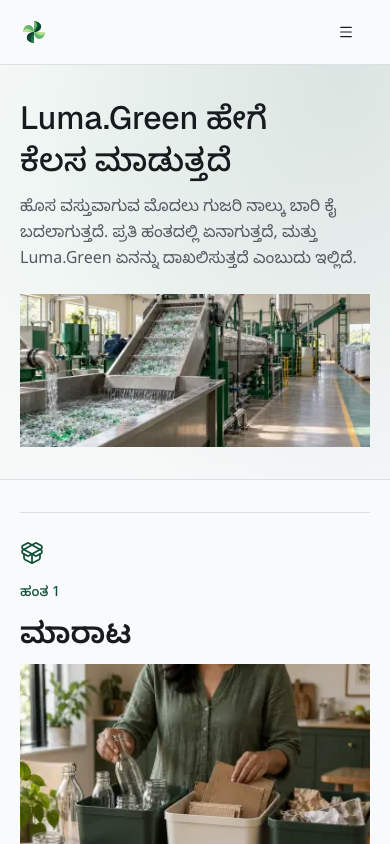 Luma.Green ಹೇಗೆ
ಕೆಲಸ ಮಾಡುತ್ತದೆ
ಹೊಸ ವಸ್ತುವಾಗುವ ಮೊದಲು ಗುಜರಿ ನಾಲ್ಕು ಬಾರಿ ಕೈ
ಬದಲಾಗುತ್ತದೆ. ಪ್ರತಿ ಹಂತದಲ್ಲಿ ಏನಾಗುತ್ತದೆ, ಮತ್ತು
Luma.Green ಏನನ್ನು ದಾಖಲಿಸುತ್ತದೆ ಎಂಬುದು ಇಲ್ಲಿದೆ.
ಹಂತ 1
ಮಾರಾಟ